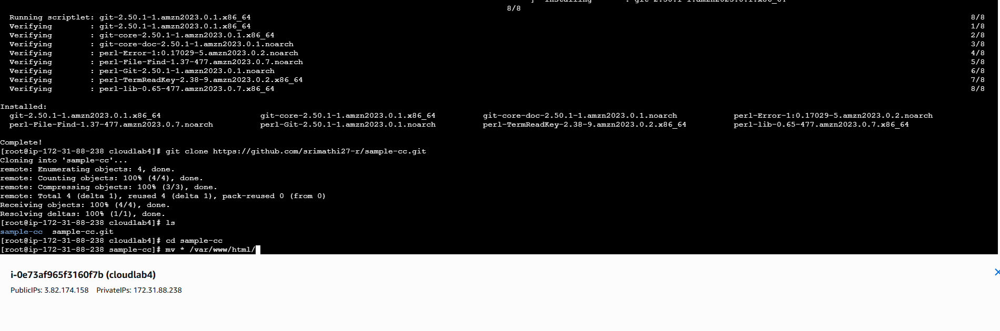 ] Installing : git-2.50.1-1.amzn2023.0.1.x86_64
8/8
Running scriptlet: git-2.50.1-1.amzn2023.0.1.x86_64 8/8
Verifying : git-2.50.1-1.amzn2023.0.1.x86_64 1/8
Verifying : git-core-2.50.1-1.amzn2023.0.1.x86_64 2/8
Verifying : git-core-doc-2.50.1-1.amzn2023.0.1.noarch 3/8
Verifying : perl-Error-1:0.17029-5.amzn2023.0.2.noarch 4/8
Verifying : perl-File-Find-1.37-477.amzn2023.0.7.noarch 5/8
Verifying : perl-Git-2.50.1-1.amzn2023.0.1.noarch 6/8
Verifying : perl-TermReadKey-2.38-9.amzn2023.0.2.x86_64 7/8
Verifying : perl-lib-0.65-477.amzn2023.0.7.x86_64 8/8
Installed:
git-2.50.1-1.amzn2023.0.1.x86_64 git-core-2.50.1-1.amzn2023.0.1.x86_64 git-core-doc-2.50.1-1.amzn2023.0.1.noarch perl-Error-1:0.17029-5.amzn2023.0.2.noarch
perl-File-Find-1.37-477.amzn2023.0.7.noarch perl-Git-2.50.1-1.amzn2023.0.1.noarch perl-TermReadKey-2.38-9.amzn2023.0.2.x86_64 perl-lib-0.65-477.amzn2023.0.7.x86_64
Complete!
[root@ip-172-31-88-238 cloudlab4]# git clone https://github.com/srimathi27-r/sample-cc.git
Cloning into 'sample-cc'...
remote: Enumerating objects: 4, done.
remote: Counting objects: 100% (4/4), done.
remote: Compressing objects: 100% (3/3), done.
remote: Total 4 (delta 1), reused 4 (delta 1), pack-reused 0 (from 0)
Receiving objects: 100% (4/4), done.
Resolving deltas: 100% (1/1), done.
[root@ip-172-31-88-238 cloudlab4]# ls
sample-cc sample-cc.git
[root@ip-172-31-88-238 cloudlab4]# cd sample-cc
[root@ip-172-31-88-238 sample-cc]# mv * /var/www/html/
i-0e73af965f3160f7b (cloudlab4)
PublicIPs: 3.82.174.158 PrivateIPs: 172.31.88.238